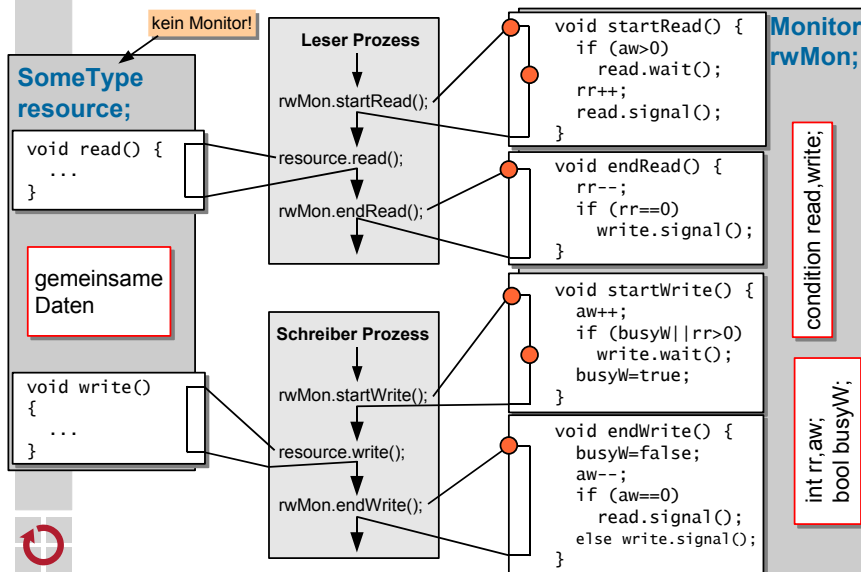 kein Monitor!
SomeType
resource;
void read() {
  ...
}
gemeinsame
Daten
void write()
{
  ...
}
Leser Prozess
rwMon.startRead();
resource.read();
rwMon.endRead();
Schreiber Prozess
rwMon.startWrite();
resource.write();
rwMon.endWrite();
void startRead() {
  if (aw>0)
    read.wait();
  rr++;
  read.signal();
}
void endRead() {
  rr--;
  if (rr==0)
    write.signal();
}
void startWrite() {
  aw++;
  if (busyW||rr>0)
    write.wait();
  busyW=true;
}
void endWrite() {
  busyW=false;
  aw--;
  if (aw==0)
    read.signal();
  else write.signal();
}
Monitor
rwMon;
condition read,write;
int rr,aw;
bool busyW;